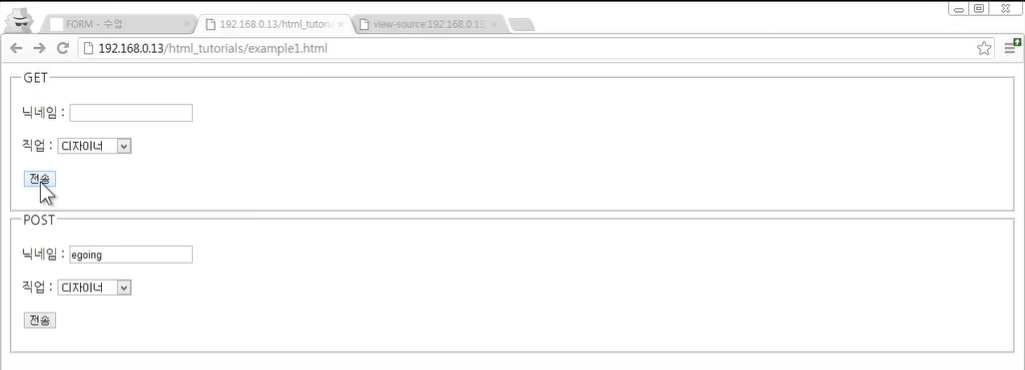 FORM - 수업
192.168.0.13/html_tutoria
view-source:192.168.0.13
192.168.0.13/html_tutorials/example1.html
GET
닉네임 :
직업 : 디자이너
전송
POST
닉네임 : egoing
직업 : 디자이너
전송